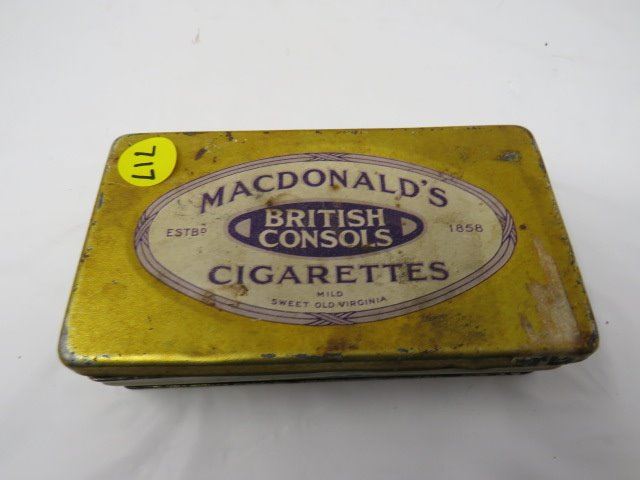 717
MACDONALD'S
BRITISH
CONSOLS
ESTBD 1858
CIGARETTES
MILD
SWEET OLD VIRGINIA